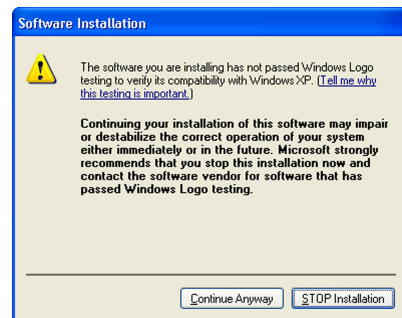 Software Installation
The software you are installing has not passed Windows Logo
testing to verify its compatibility with Windows XP. (Tell me why
this testing is important.)
Continuing your installation of this software may impair
or destabilize the correct operation of your system
either immediately or in the future. Microsoft strongly
recommends that you stop this installation now and
contact the software vendor for software that has
passed Windows Logo testing.
Continue Anyway STOP Installation